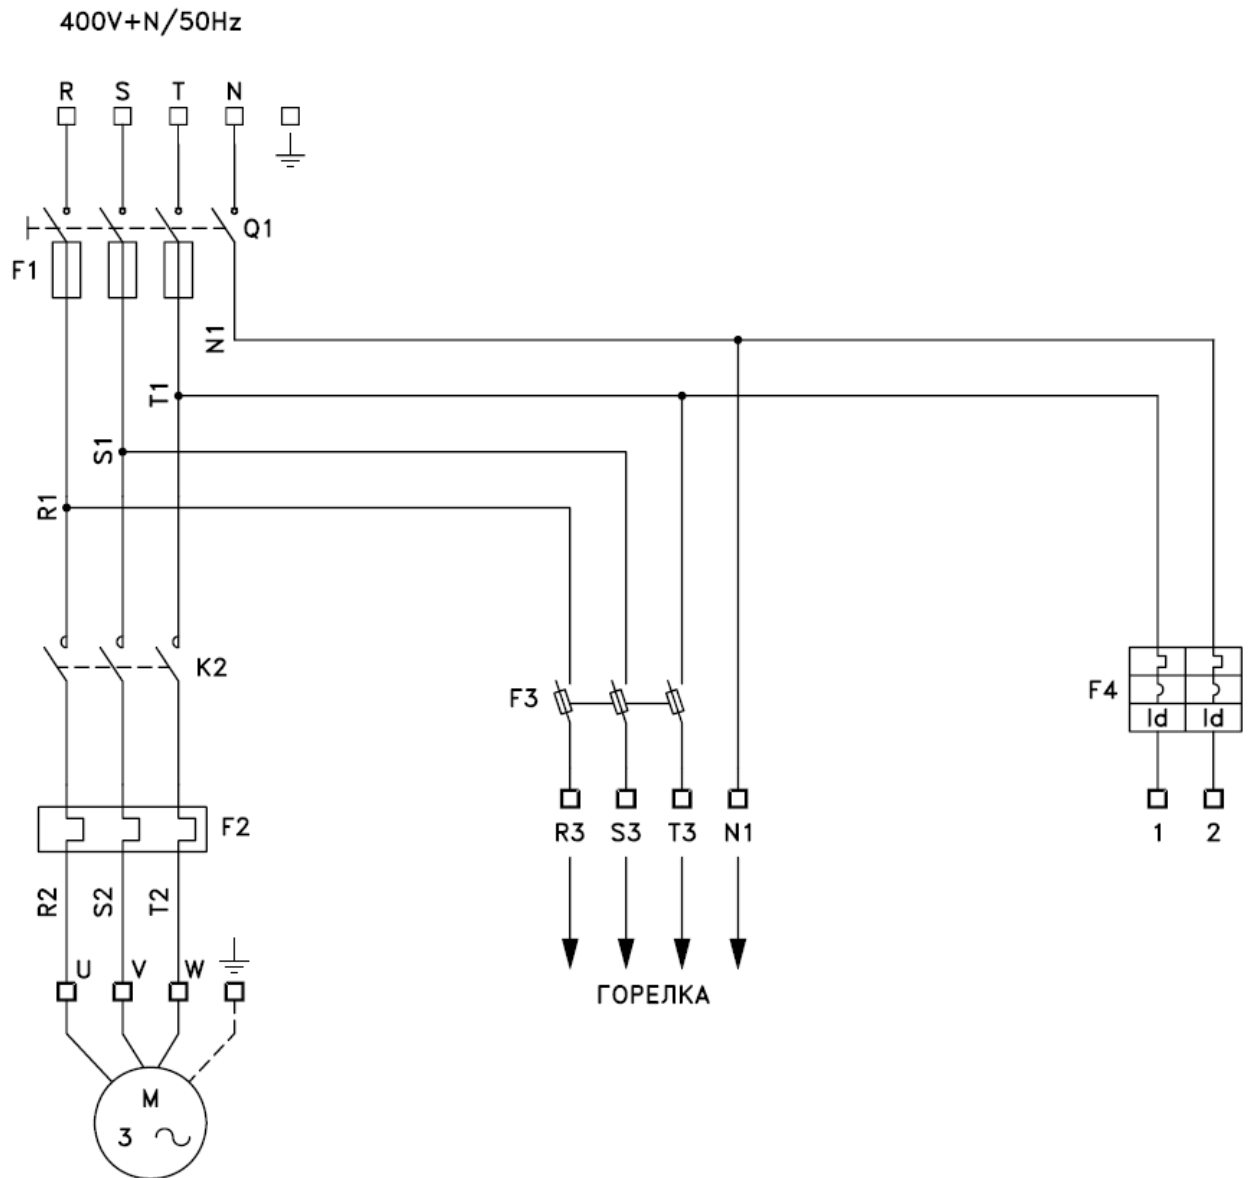 400V+N/50Hz
R S T N
Q1
F1
N1
T1
S1
R1
K2
F3
F4
Id Id
R3 S3 T3 N1
1 2
F2
R2 S2 T2
U V W
ГОРЕЛКА
M
3